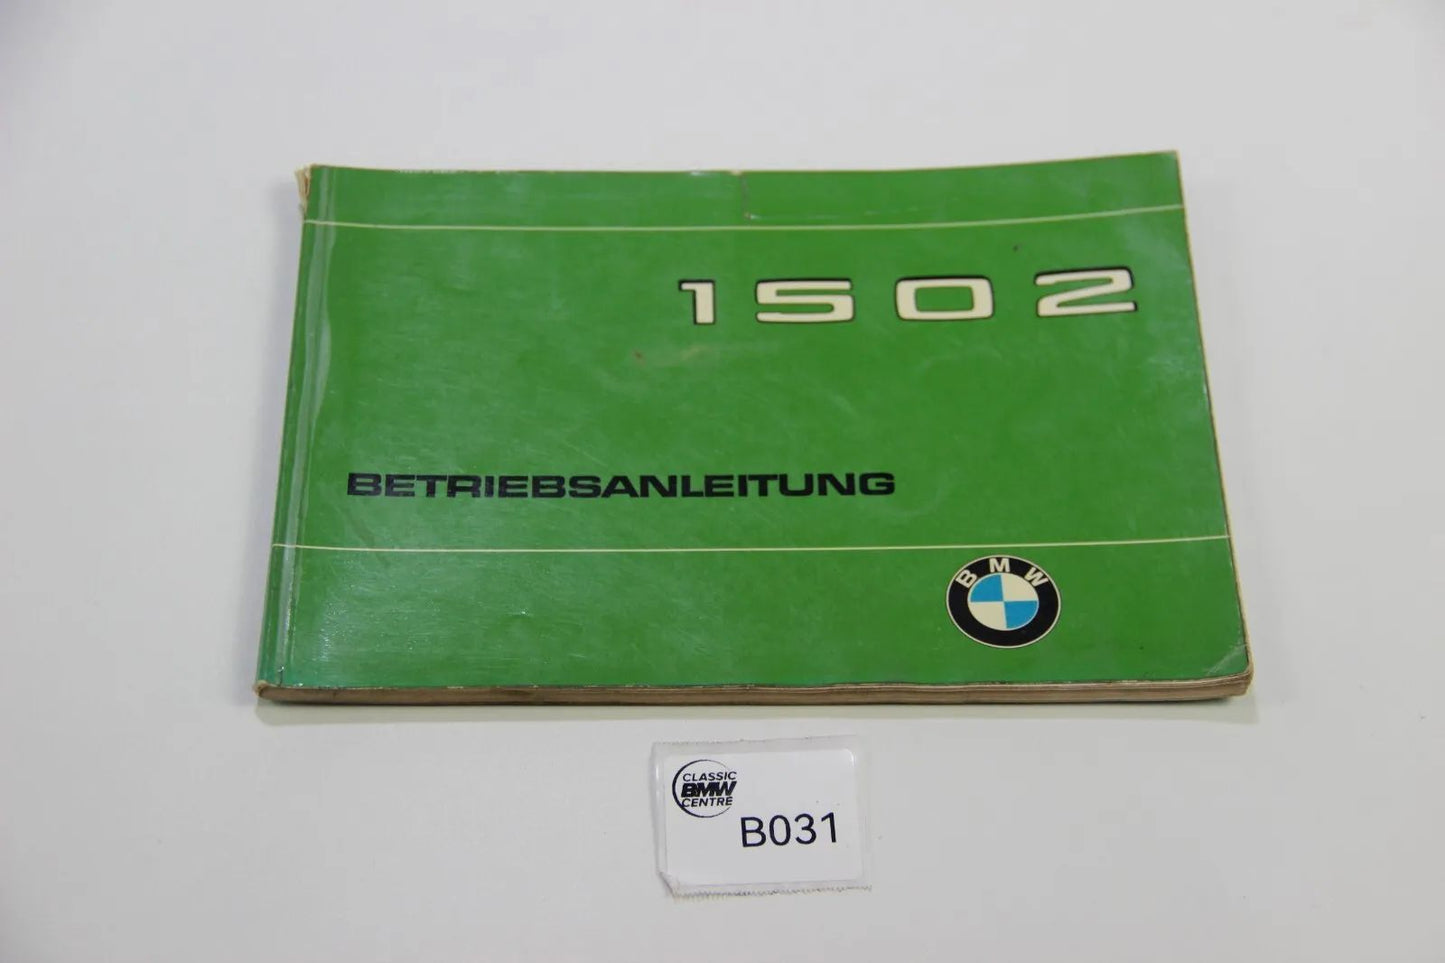 1502
BETRIEBSANLEITUNG
BMW
CLASSIC
BMW
CENTRE
B031